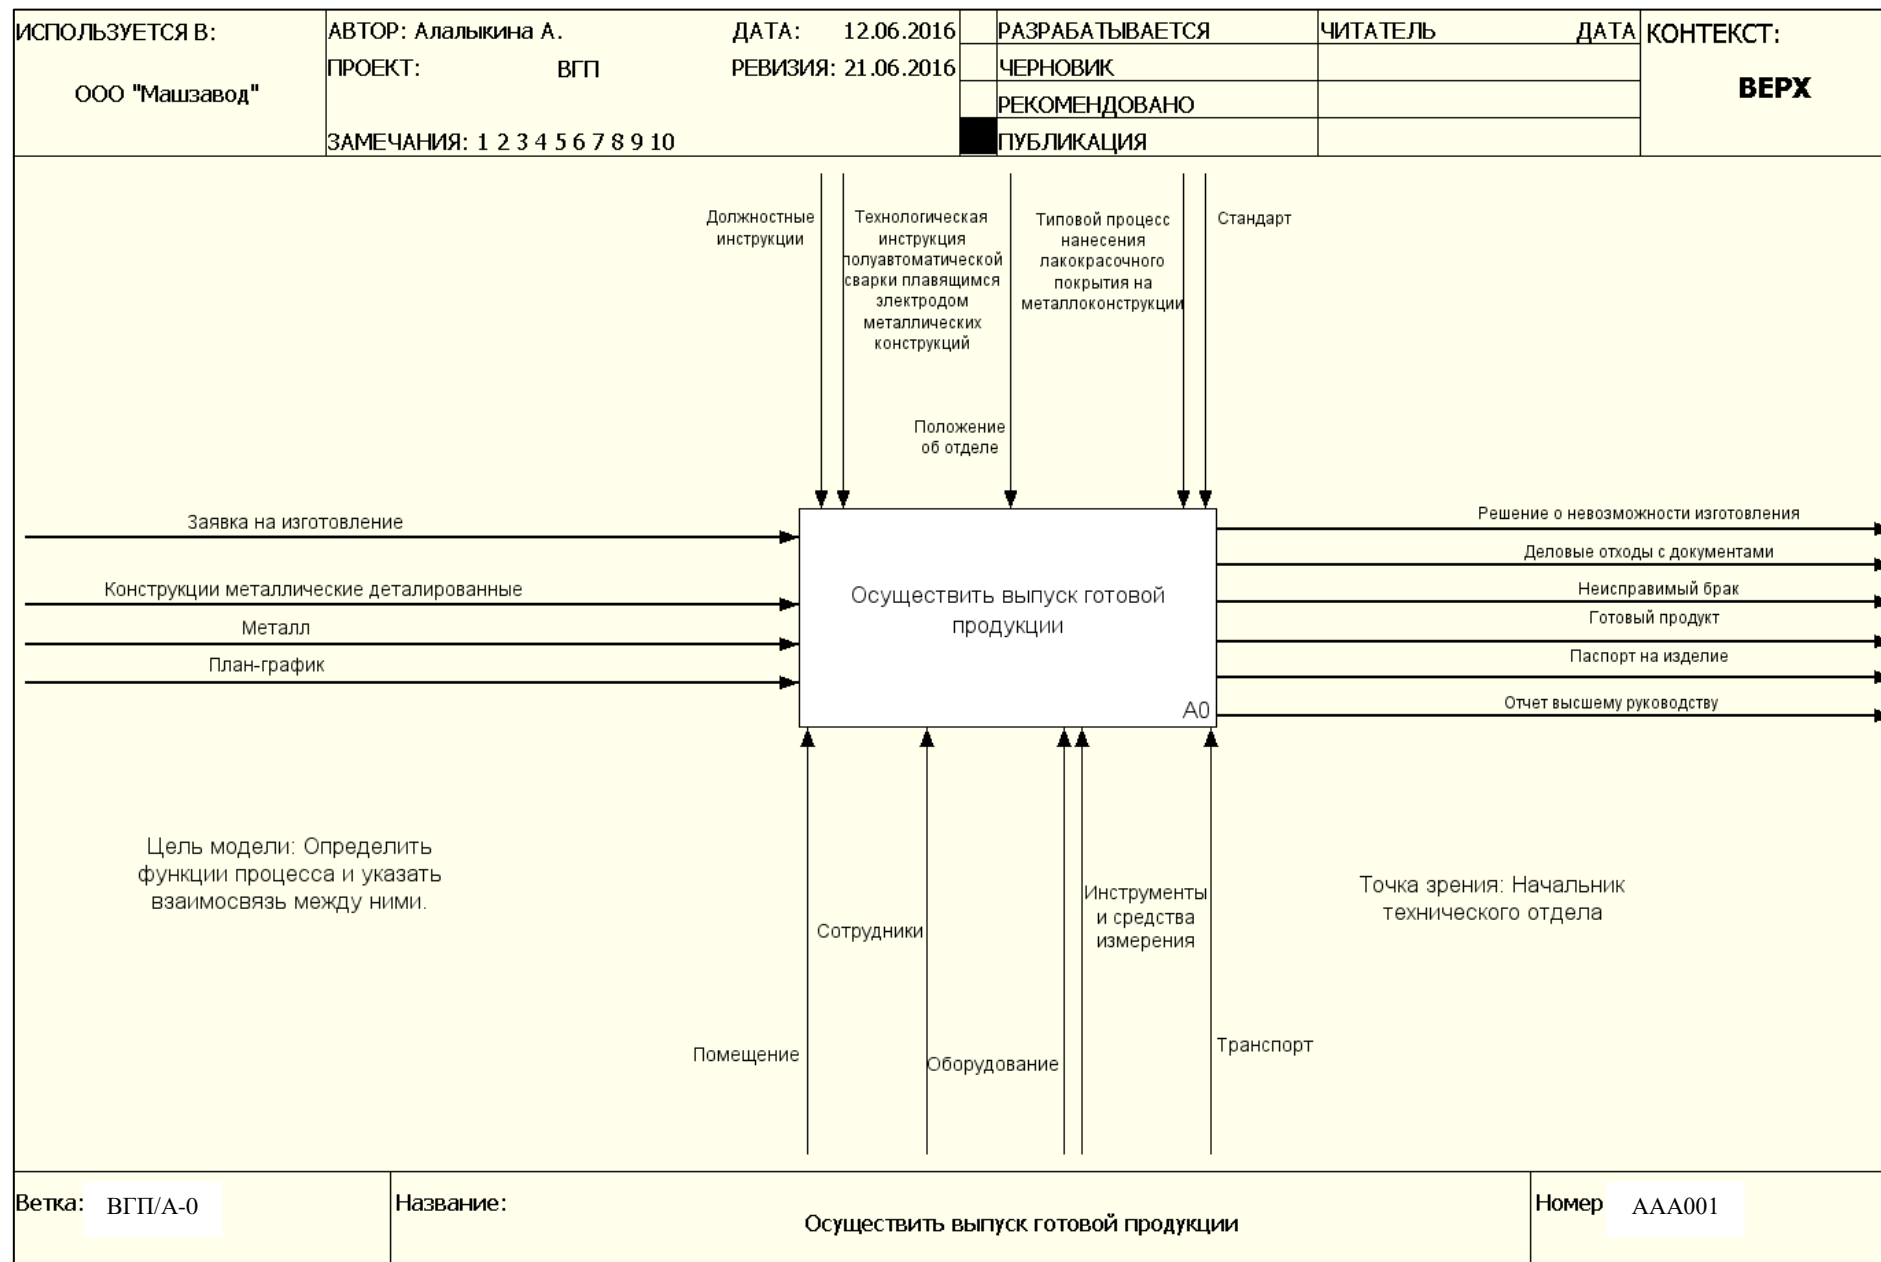 ИСПОЛЬЗУЕТСЯ В:
ООО "Машзавод"
АВТОР: Алалыкина А.
ДАТА: 12.06.2016
ПРОЕКТ: ВГП
РЕВИЗИЯ: 21.06.2016
ЗАМЕЧАНИЯ: 1 2 3 4 5 6 7 8 9 10
РАЗРАБАТЫВАЕТСЯ
ЧЕРНОВИК
РЕКОМЕНДОВАНО
ПУБЛИКАЦИЯ
ЧИТАТЕЛЬ ДАТА
КОНТЕКСТ:
ВЕРХ
Должностные
инструкции
Технологическая
инструкция
полуавтоматической
сварки плавящимся
электродом
металлических
конструкций
Положение
об отделе
Типовой процесс
нанесения
лакокрасочного
покрытия на
металлоконструкции
Стандарт
Заявка на изготовление
Конструкции металлические деталированные
Металл
План-график
Осуществить выпуск готовой
продукции
A0
Решение о невозможности изготовления
Деловые отходы с документами
Неисправимый брак
Готовый продукт
Паспорт на изделие
Отчет высшему руководству
Цель модели: Определить
функции процесса и указать
взаимосвязь между ними.
Помещение
Сотрудники
Оборудование
Инструменты
и средства
измерения
Транспорт
Точка зрения: Начальник
технического отдела
Ветка: ВГП/А-0
Название:
Осуществить выпуск готовой продукции
Номер ААА001